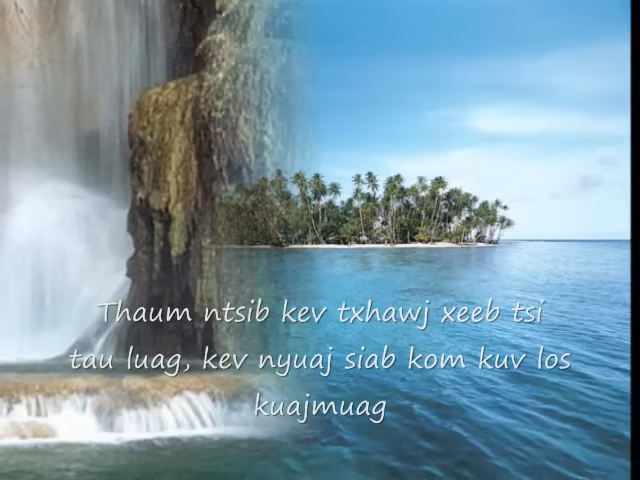 Thaum ntsib kev txhawj xeeb tsi
tau luag, kev nyuaj siab kom kuv los
kuajmuag